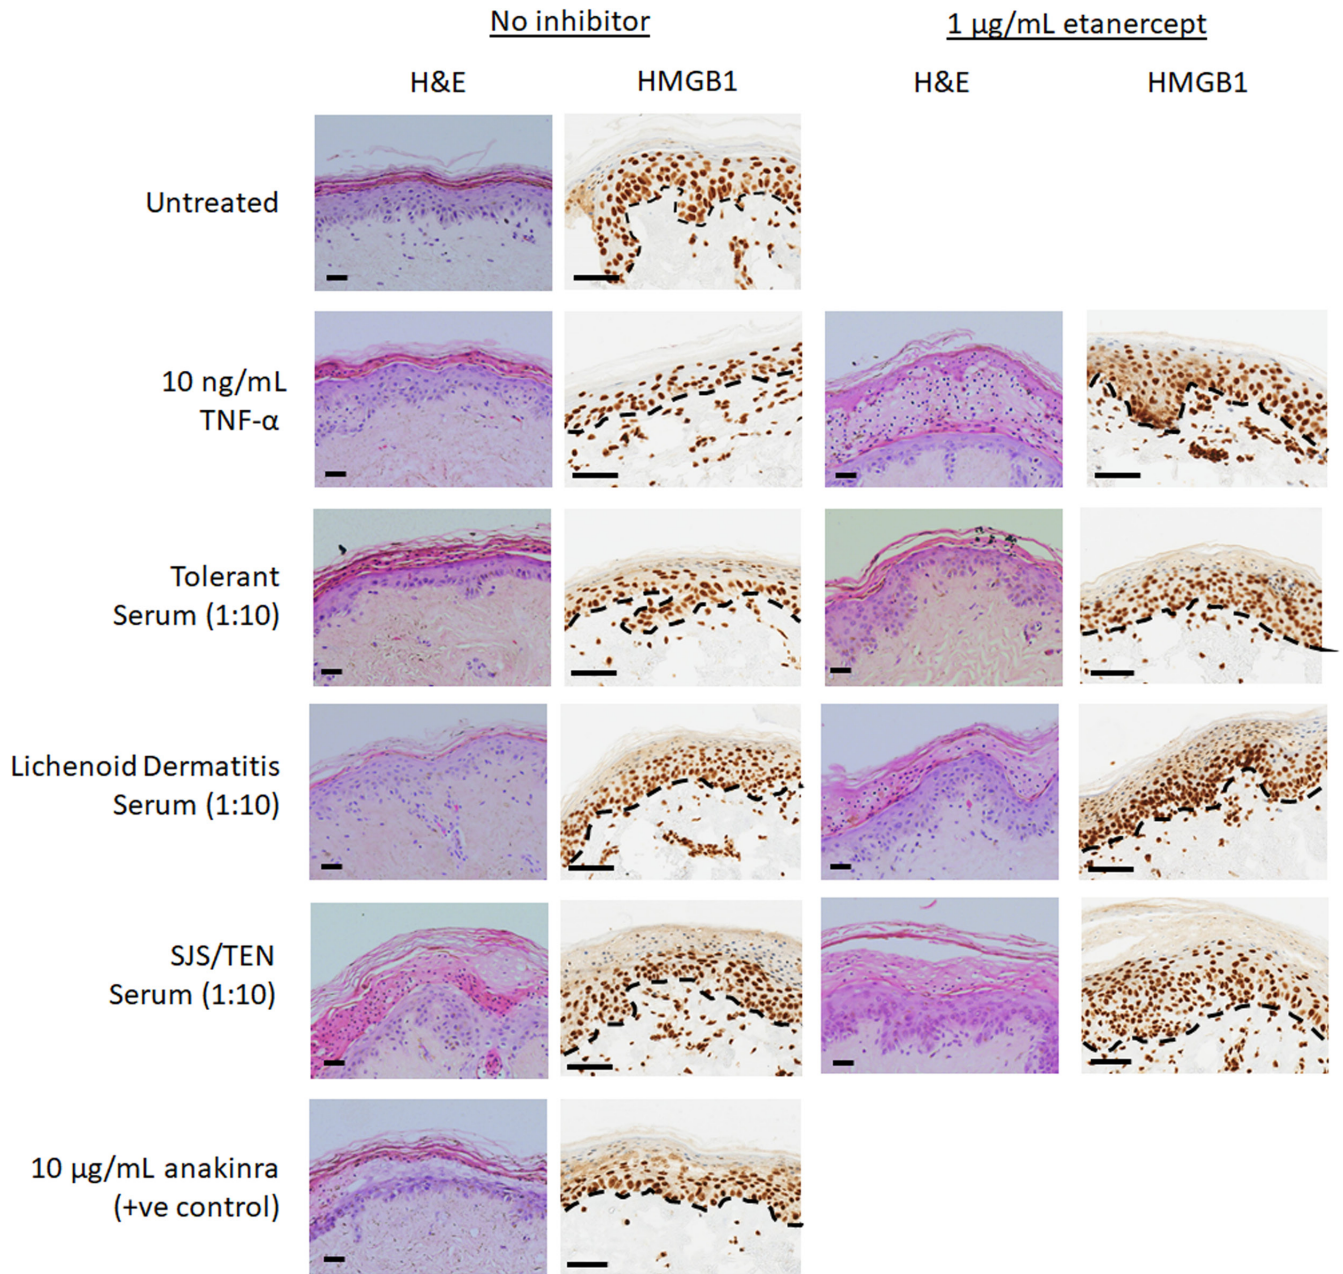 No inhibitor
1 µg/mL etanercept
H&E
HMGB1
H&E
HMGB1
Untreated
10 ng/mL
TNF-α
Tolerant
Serum (1:10)
Lichenoid Dermatitis
Serum (1:10)
SJS/TEN
Serum (1:10)
10 µg/mL anakinra
(+ve control)